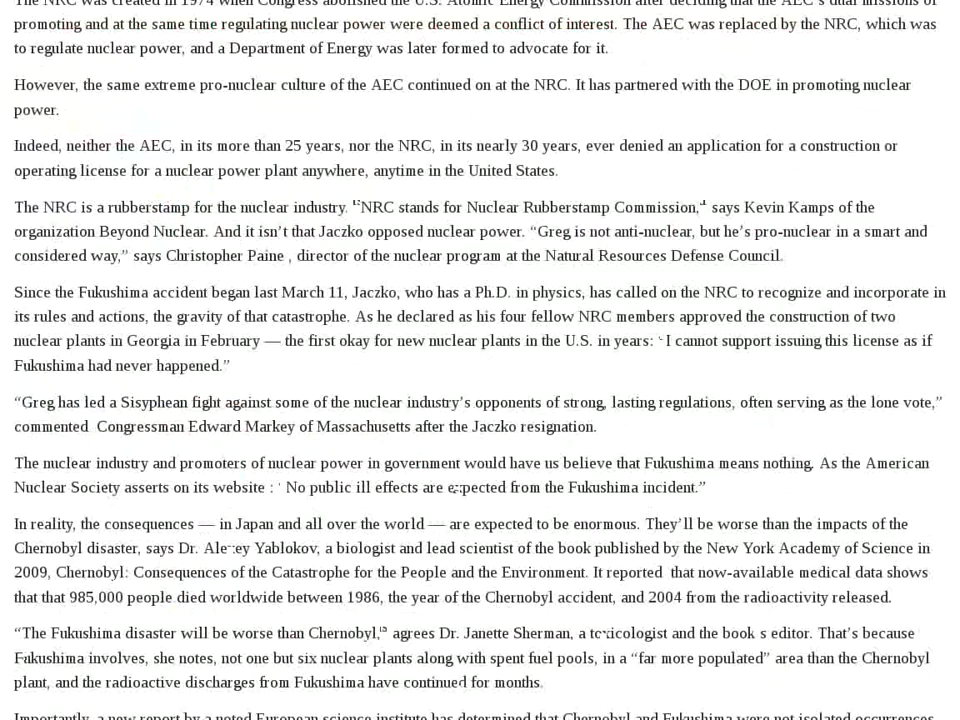 The NRC was created in 1974 when Congress abolished the U.S. Atomic Energy Commission after deciding that the AEC's dual missions of
promoting and at the same time regulating nuclear power were deemed a conflict of interest. The AEC was replaced by the NRC, which was
to regulate nuclear power, and a Department of Energy was later formed to advocate for it.
However, the same extreme pro-nuclear culture of the AEC continued on at the NRC. It has partnered with the DOE in promoting nuclear
power.
Indeed, neither the AEC, in its more than 25 years, nor the NRC, in its nearly 30 years, ever denied an application for a construction or
operating license for a nuclear power plant anywhere, anytime in the United States.
The NRC is a rubberstamp for the nuclear industry. “NRC stands for Nuclear Rubberstamp Commission,” says Kevin Kamps of the
organization Beyond Nuclear. And it isn't that Jaczko opposed nuclear power. “Greg is not anti-nuclear, but he's pro-nuclear in a smart and
considered way,” says Christopher Paine , director of the nuclear program at the Natural Resources Defense Council.
Since the Fukushima accident began last March 11, Jaczko, who has a Ph.D. in physics, has called on the NRC to recognize and incorporate in
its rules and actions, the gravity of that catastrophe. As he declared as his four fellow NRC members approved the construction of two
nuclear plants in Georgia in February — the first okay for new nuclear plants in the U.S. in years: “I cannot support issuing this license as if
Fukushima had never happened.”
“Greg has led a Sisyphean fight against some of the nuclear industry's opponents of strong, lasting regulations, often serving as the lone vote,”
commented Congressman Edward Markey of Massachusetts after the Jaczko resignation.
The nuclear industry and promoters of nuclear power in government would have us believe that Fukushima means nothing. As the American
Nuclear Society asserts on its website : “No public ill effects are expected from the Fukushima incident.”
In reality, the consequences — in Japan and all over the world — are expected to be enormous. They'll be worse than the impacts of the
Chernobyl disaster, says Dr. Alexey Yablokov, a biologist and lead scientist of the book published by the New York Academy of Science in
2009, Chernobyl: Consequences of the Catastrophe for the People and the Environment. It reported that now-available medical data shows
that that 985,000 people died worldwide between 1986, the year of the Chernobyl accident, and 2004 from the radioactivity released.
“The Fukushima disaster will be worse than Chernobyl,” agrees Dr. Janette Sherman, a toxicologist and the book s editor. That's because
Fukushima involves, she notes, not one but six nuclear plants along with spent fuel pools, in a “far more populated” area than the Chernobyl
plant, and the radioactive discharges from Fukushima have continued for months.
Importantly, a new report by a noted European science institute has determined that Chernobyl and Fukushima were not isolated occurrences